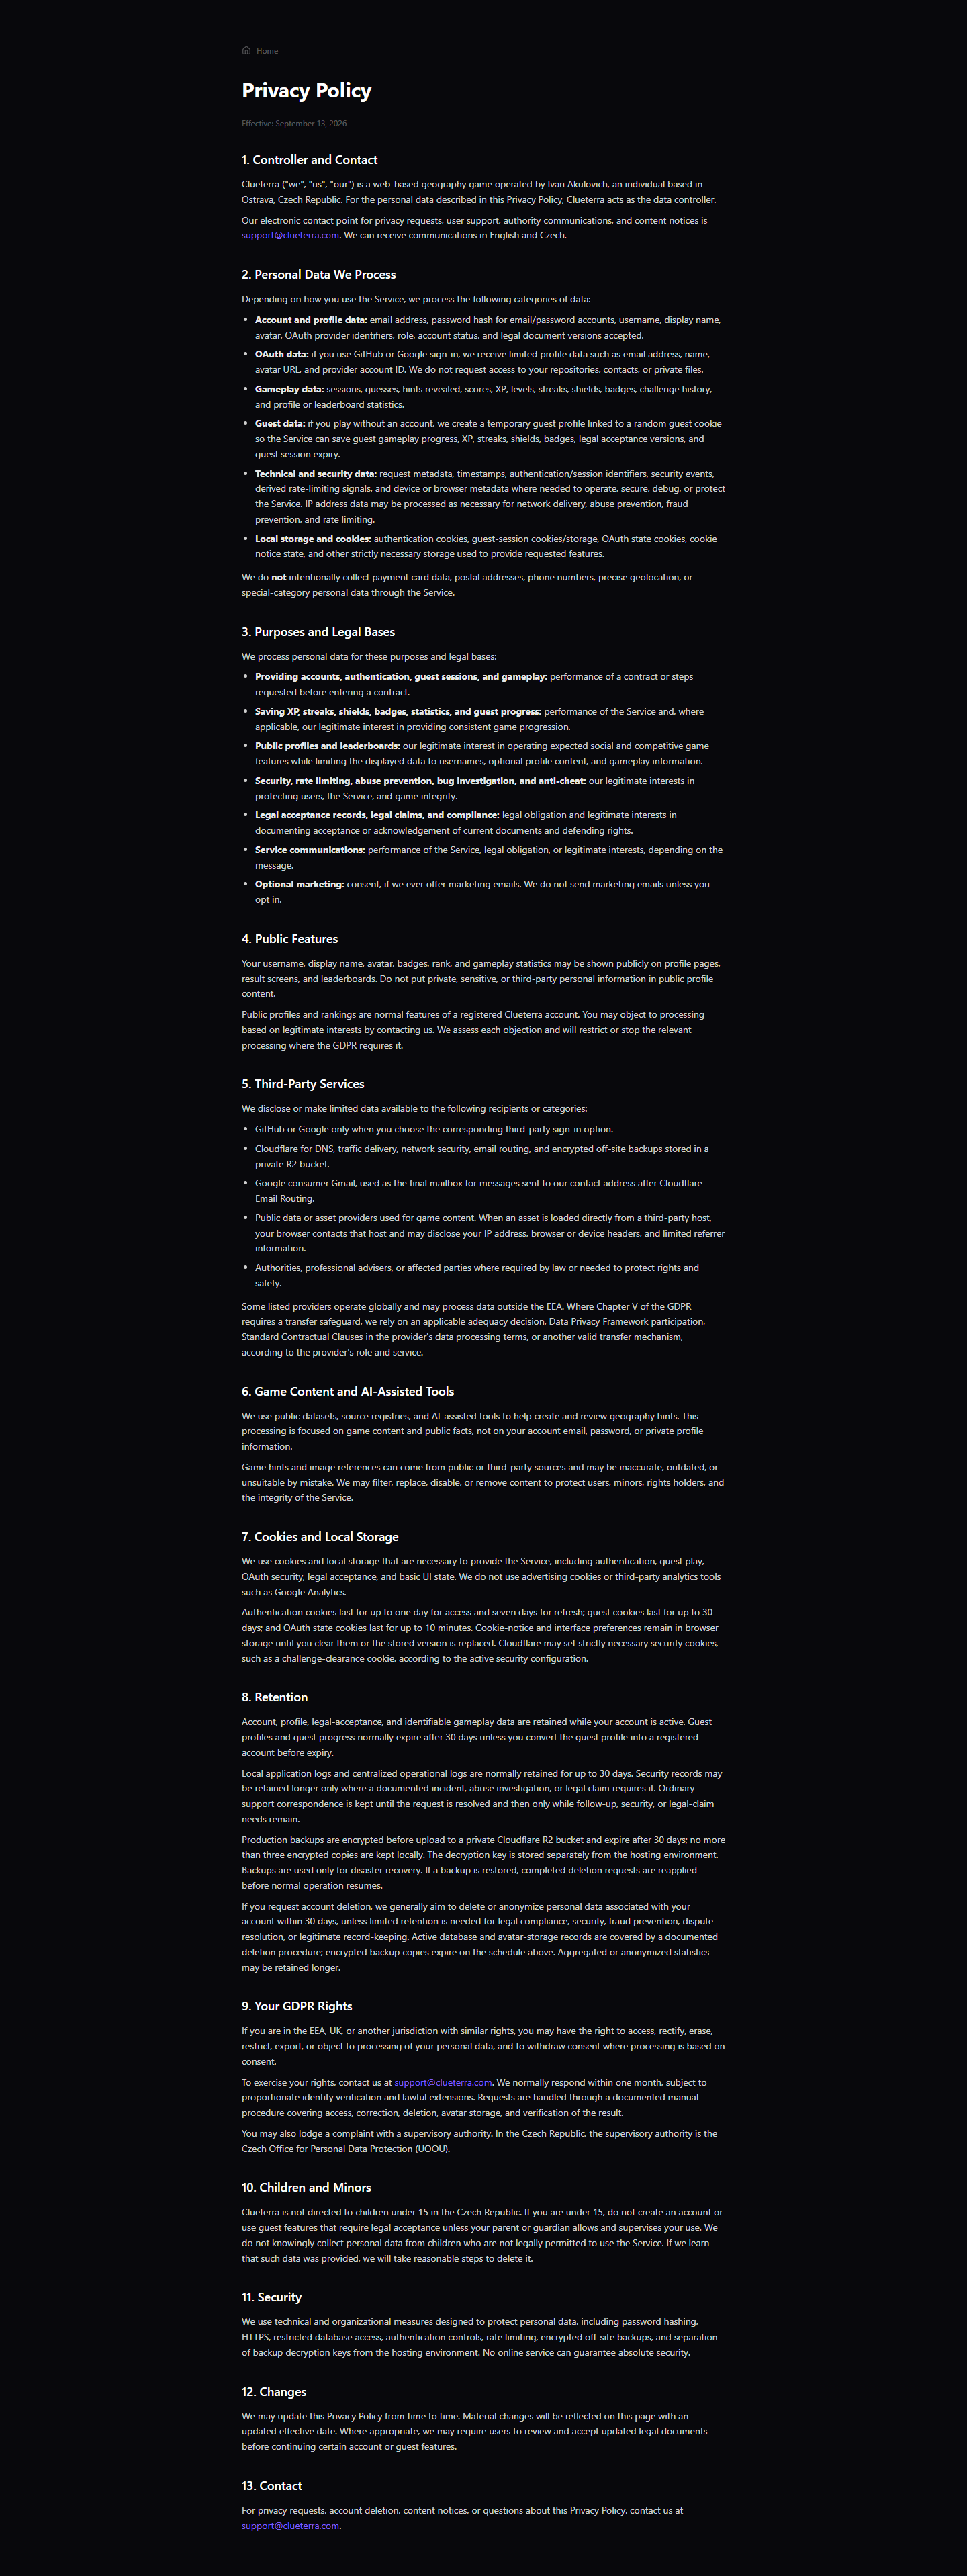 Home
Privacy Policy
Effective: September 13, 2026
1. Controller and Contact
Clueterra ("we", "us", "our") is a web-based geography game operated by Ivan Akulovich, an individual based in
Ostrava, Czech Republic. For the personal data described in this Privacy Policy, Clueterra acts as the data controller.
Our electronic contact point for privacy requests, user support, authority communications, and content notices is
support@clueterra.com. We can receive communications in English and Czech.
2. Personal Data We Process
Depending on how you use the Service, we process the following categories of data:
• Account and profile data: email address, password hash for email/password accounts, username, display name,
avatar, OAuth provider identifiers, role, account status, and legal document versions accepted.
• OAuth data: if you use GitHub or Google sign-in, we receive limited profile data such as email address, name,
avatar URL, and provider account ID. We do not request access to your repositories, contacts, or private files.
• Gameplay data: sessions, guesses, hints revealed, scores, XP, levels, streaks, shields, badges, challenge history,
and profile or leaderboard statistics.
• Guest data: if you play without an account, we create a temporary guest profile linked to a random guest cookie
so the Service can save guest gameplay progress, XP, streaks, shields, badges, legal acceptance versions, and
guest session expiry.
• Technical and security data: request metadata, timestamps, authentication/session identifiers, security events,
derived rate-limiting signals, and device or browser metadata where needed to operate, secure, debug, or protect
the Service. IP address data may be processed as necessary for network delivery, abuse prevention, fraud
prevention, and rate limiting.
• Local storage and cookies: authentication cookies, guest-session cookies/storage, OAuth state cookies, cookie
notice state, and other strictly necessary storage used to provide requested features.
We do not intentionally collect payment card data, postal addresses, phone numbers, precise geolocation, or
special-category personal data through the Service.
3. Purposes and Legal Bases
We process personal data for these purposes and legal bases:
• Providing accounts, authentication, guest sessions, and gameplay: performance of a contract or steps
requested before entering a contract.
• Saving XP, streaks, shields, badges, statistics, and guest progress: performance of the Service and, where
applicable, our legitimate interest in providing consistent game progression.
• Public profiles and leaderboards: our legitimate interest in operating expected social and competitive game
features while limiting the displayed data to usernames, optional profile content, and gameplay information.
• Security, rate limiting, abuse prevention, bug investigation, and anti-cheat: our legitimate interests in
protecting users, the Service, and game integrity.
• Legal acceptance records, legal claims, and compliance: legal obligation and legitimate interests in
documenting acceptance or acknowledgement of current documents and defending rights.
• Service communications: performance of the Service, legal obligation, or legitimate interests, depending on the
message.
• Optional marketing: consent, if we ever offer marketing emails. We do not send marketing emails unless you
opt in.
4. Public Features
Your username, display name, avatar, badges, rank, and gameplay statistics may be shown publicly on profile pages,
result screens, and leaderboards. Do not put private, sensitive, or third-party personal information in public profile
content.
Public profiles and rankings are normal features of a registered Clueterra account. You may object to processing
based on legitimate interests by contacting us. We assess each objection and will restrict or stop the relevant
processing where the GDPR requires it.
5. Third-Party Services
We disclose or make limited data available to the following recipients or categories:
• GitHub or Google only when you choose the corresponding third-party sign-in option.
• Cloudflare for DNS, traffic delivery, network security, email routing, and encrypted off-site backups stored in a
private R2 bucket.
• Google consumer Gmail, used as the final mailbox for messages sent to our contact address after Cloudflare
Email Routing.
• Public data or asset providers used for game content. When an asset is loaded directly from a third-party host,
your browser contacts that host and may disclose your IP address, browser or device headers, and limited referrer
information.
• Authorities, professional advisers, or affected parties where required by law or needed to protect rights and
safety.
Some listed providers operate globally and may process data outside the EEA. Where Chapter V of the GDPR
requires a transfer safeguard, we rely on an applicable adequacy decision, Data Privacy Framework participation,
Standard Contractual Clauses in the provider's data processing terms, or another valid transfer mechanism,
according to the provider's role and service.
6. Game Content and AI-Assisted Tools
We use public datasets, source registries, and AI-assisted tools to help create and review geography hints. This
processing is focused on game content and public facts, not on your account email, password, or private profile
information.
Game hints and image references can come from public or third-party sources and may be inaccurate, outdated, or
unsuitable by mistake. We may filter, replace, disable, or remove content to protect users, minors, rights holders, and
the integrity of the Service.
7. Cookies and Local Storage
We use cookies and local storage that are necessary to provide the Service, including authentication, guest play,
OAuth security, legal acceptance, and basic UI state. We do not use advertising cookies or third-party analytics tools
such as Google Analytics.
Authentication cookies last for up to one day for access and seven days for refresh; guest cookies last for up to 30
days; and OAuth state cookies last for up to 10 minutes. Cookie-notice and interface preferences remain in browser
storage until you clear them or the stored version is replaced. Cloudflare may set strictly necessary security cookies,
such as a challenge-clearance cookie, according to the active security configuration.
8. Retention
Account, profile, legal-acceptance, and identifiable gameplay data are retained while your account is active. Guest
profiles and guest progress normally expire after 30 days unless you convert the guest profile into a registered
account before expiry.
Local application logs and centralized operational logs are normally retained for up to 30 days. Security records may
be retained longer only where a documented incident, abuse investigation, or legal claim requires it. Ordinary
support correspondence is kept until the request is resolved and then only while follow-up, security, or legal-claim
needs remain.
Production backups are encrypted before upload to a private Cloudflare R2 bucket and expire after 30 days; no more
than three encrypted copies are kept locally. The decryption key is stored separately from the hosting environment.
Backups are used only for disaster recovery. If a backup is restored, completed deletion requests are reapplied
before normal operation resumes.
If you request account deletion, we generally aim to delete or anonymize personal data associated with your
account within 30 days, unless limited retention is needed for legal compliance, security, fraud prevention, dispute
resolution, or legitimate record-keeping. Active database and avatar-storage records are covered by a documented
deletion procedure; encrypted backup copies expire on the schedule above. Aggregated or anonymized statistics
may be retained longer.
9. Your GDPR Rights
If you are in the EEA, UK, or another jurisdiction with similar rights, you may have the right to access, rectify, erase,
restrict, export, or object to processing of your personal data, and to withdraw consent where processing is based on
consent.
To exercise your rights, contact us at support@clueterra.com. We normally respond within one month, subject to
proportionate identity verification and lawful extensions. Requests are handled through a documented manual
procedure covering access, correction, deletion, avatar storage, and verification of the result.
You may also lodge a complaint with a supervisory authority. In the Czech Republic, the supervisory authority is the
Czech Office for Personal Data Protection (UOOU).
10. Children and Minors
Clueterra is not directed to children under 15 in the Czech Republic. If you are under 15, do not create an account or
use guest features that require legal acceptance unless your parent or guardian allows and supervises your use. We
do not knowingly collect personal data from children who are not legally permitted to use the Service. If we learn
that such data was provided, we will take reasonable steps to delete it.
11. Security
We use technical and organizational measures designed to protect personal data, including password hashing,
HTTPS, restricted database access, authentication controls, rate limiting, encrypted off-site backups, and separation
of backup decryption keys from the hosting environment. No online service can guarantee absolute security.
12. Changes
We may update this Privacy Policy from time to time. Material changes will be reflected on this page with an
updated effective date. Where appropriate, we may require users to review and accept updated legal documents
before continuing certain account or guest features.
13. Contact
For privacy requests, account deletion, content notices, or questions about this Privacy Policy, contact us at
support@clueterra.com.